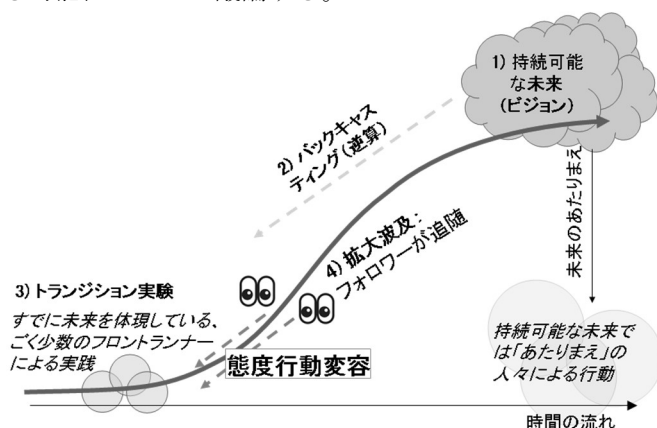 1) 持続可能
な未来
(ビジョン)
2) バックキャス
ティング(逆算)
未来のあたりまえ
4) 拡大波及:
フォロワーが追随
3) トランジション実験
すでに未来を体現している、
ごく少数のフロントランナー
による実践
態度行動変容
持続可能な未来で
は「あたりまえ」の
人々による行動
時間の流れ